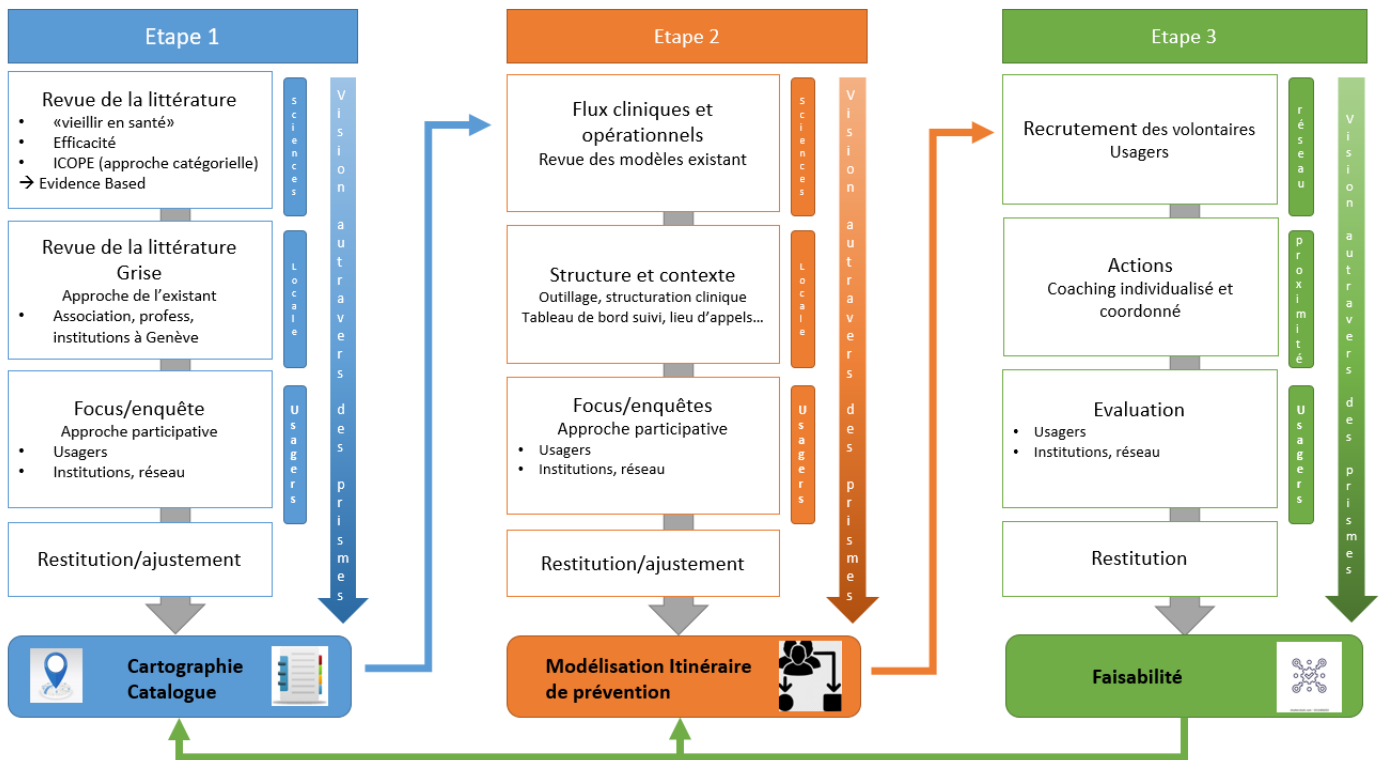 Etape 1
Revue de la littérature
• «vieillir en santé»
• Efficacité
• ICOPE (approche catégorielle)
→ Evidence Based
sciences
Revue de la littérature
Grise
Approche de l'existant
• Association, profess,
institutions à Genève
Locale
Focus/enquête
Approche participative
• Usagers
• Institutions, réseau
Usagers
Restitution/ajustement
Vision autravers des prismes
Cartographie
Catalogue
Etape 2
Flux cliniques et
opérationnels
Revue des modèles existant
sciences
Structure et contexte
Outillage, structuration clinique
Tableau de bord suivi, lieu d'appels…
Locale
Focus/enquêtes
Approche participative
• Usagers
• Institutions, réseau
Usagers
Restitution/ajustement
Vision autravers des prismes
Modélisation Itinéraire
de prévention
Etape 3
Recrutement des volontaires
Usagers
réseau
Actions
Coaching individualisé et
coordonné
proximité
Evaluation
• Usagers
• Institutions, réseau
Usagers
Restitution
Vision autravers des prismes
Faisabilité